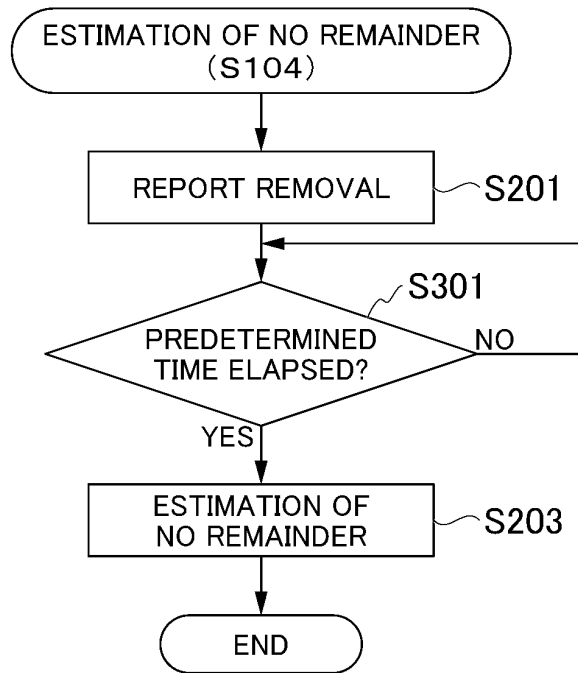 ESTIMATION OF NO REMAINDER
(S104)
REPORT REMOVAL
S201
S301
PREDETERMINED
TIME ELAPSED?
NO
YES
ESTIMATION OF
NO REMAINDER
S203
END